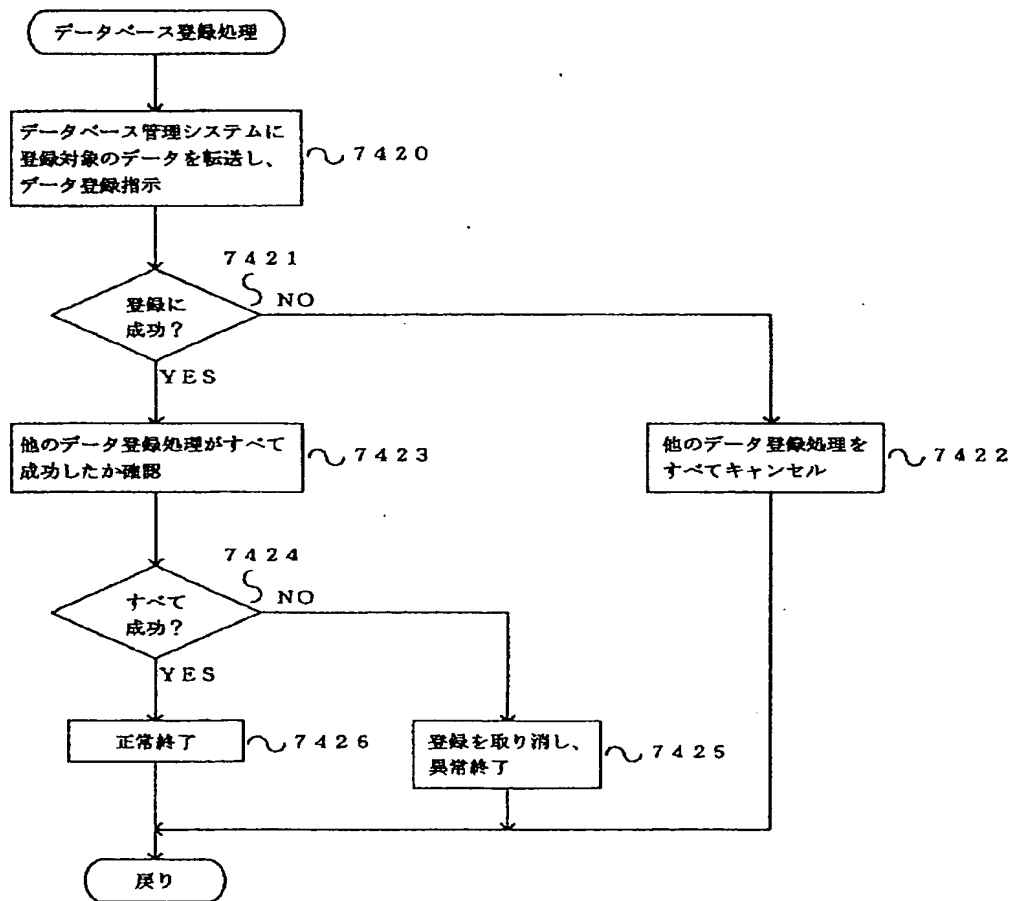 データベース登録処理
データベース管理システムに
登録対象のデータを転送し、
データ登録指示
7420
7421
登録に
成功?
NO
YES
他のデータ登録処理がすべて
成功したか確認
7423
他のデータ登録処理を
すべてキャンセル
7422
7424
すべて
成功?
NO
YES
正常終了
7426
登録を取り消し、
異常終了
7425
戻り